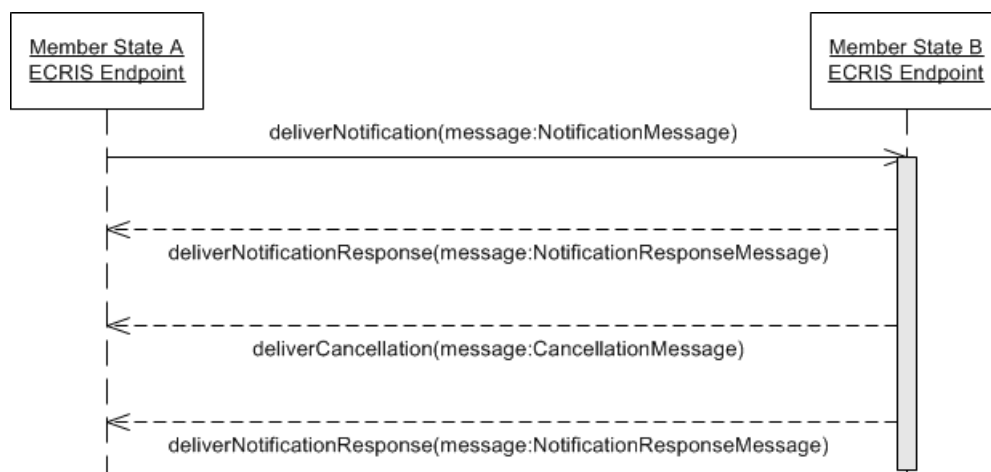 Member State A
ECRIS Endpoint
Member State B
ECRIS Endpoint
deliverNotification(message:NotificationMessage)
deliverNotificationResponse(message:NotificationResponseMessage)
deliverCancellation(message:CancellationMessage)
deliverNotificationResponse(message:NotificationResponseMessage)